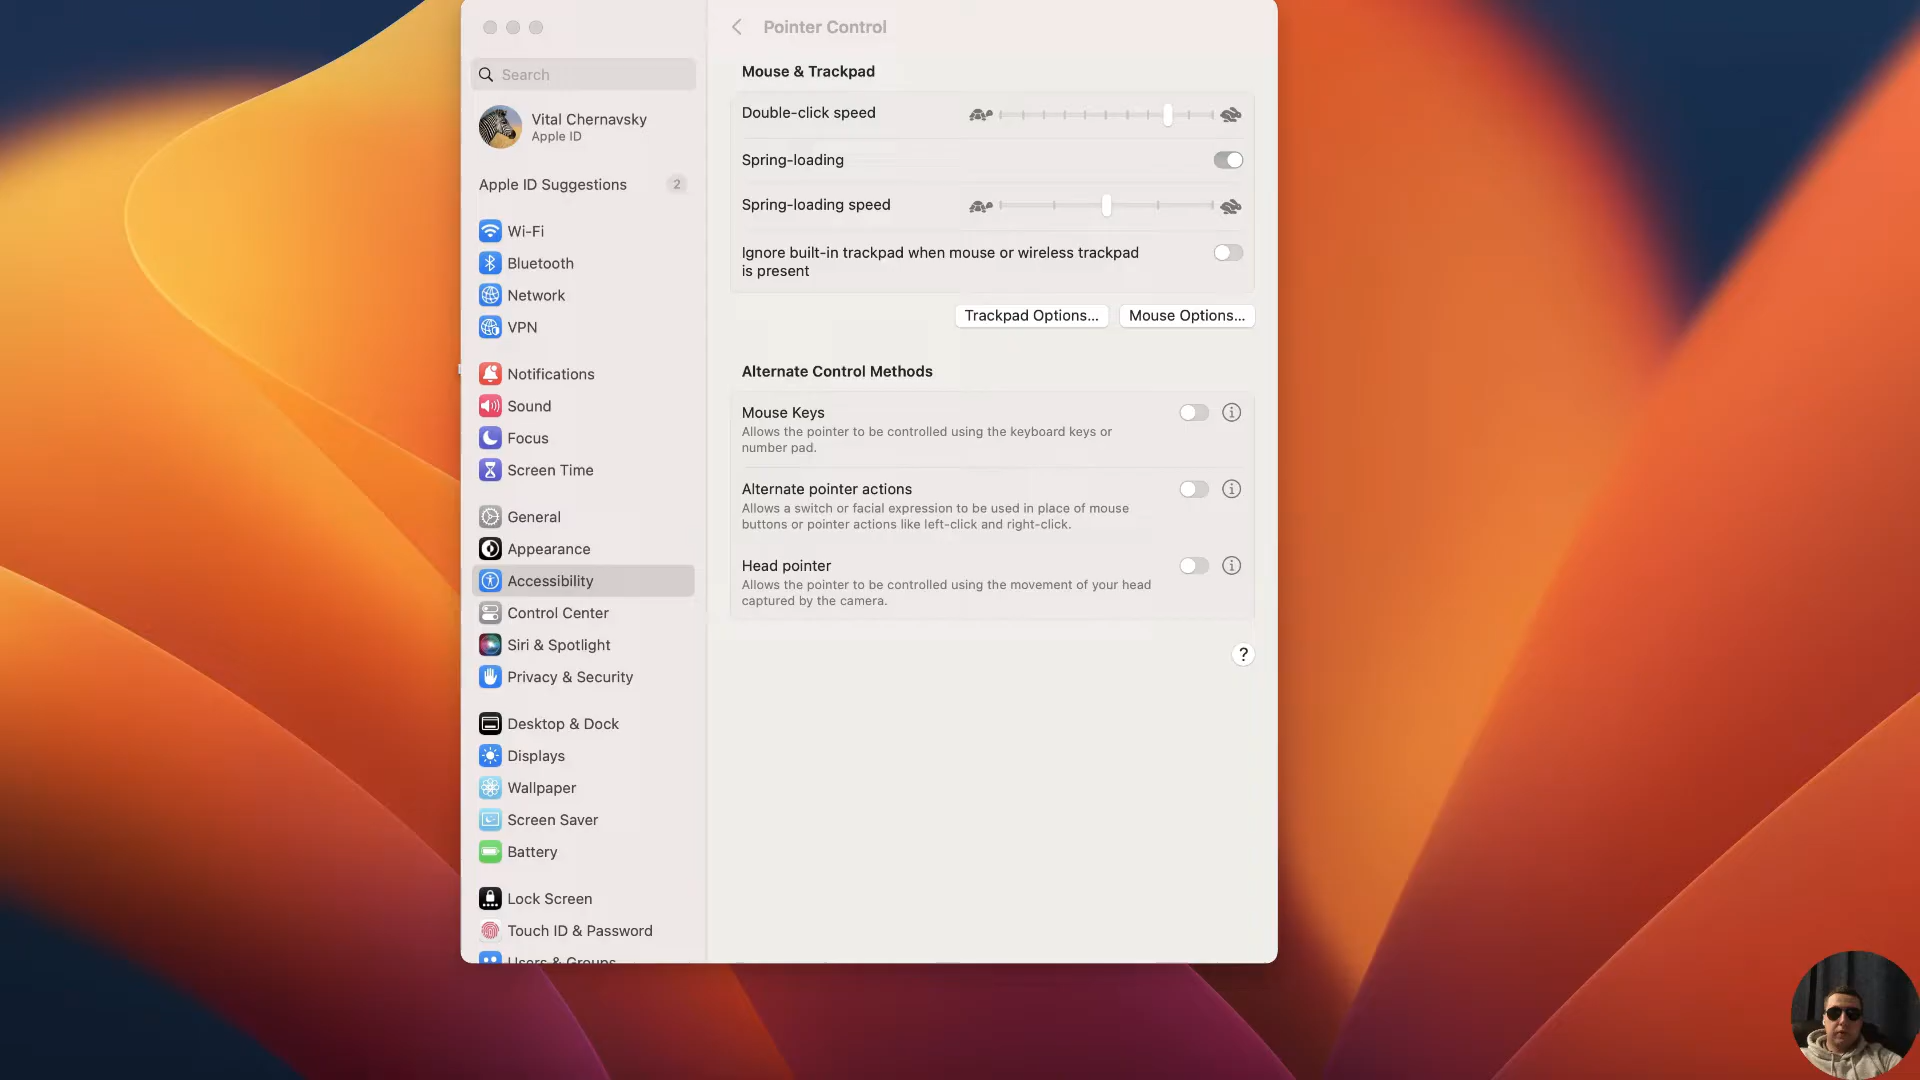 Search
Vital Chernavsky
Apple ID
Apple ID Suggestions 2
Wi-Fi
Bluetooth
Network
VPN
Notifications
Sound
Focus
Screen Time
General
Appearance
Accessibility
Control Center
Siri & Spotlight
Privacy & Security
Desktop & Dock
Displays
Wallpaper
Screen Saver
Battery
Lock Screen
Touch ID & Password
Users & Groups
Pointer Control
Mouse & Trackpad
Double-click speed
Spring-loading
Spring-loading speed
Ignore built-in trackpad when mouse or wireless trackpad
is present
Trackpad Options... Mouse Options...
Alternate Control Methods
Mouse Keys
Allows the pointer to be controlled using the keyboard keys or
number pad.
Alternate pointer actions
Allows a switch or facial expression to be used in place of mouse
buttons or pointer actions like left-click and right-click.
Head pointer
Allows the pointer to be controlled using the movement of your head
captured by the camera.
?